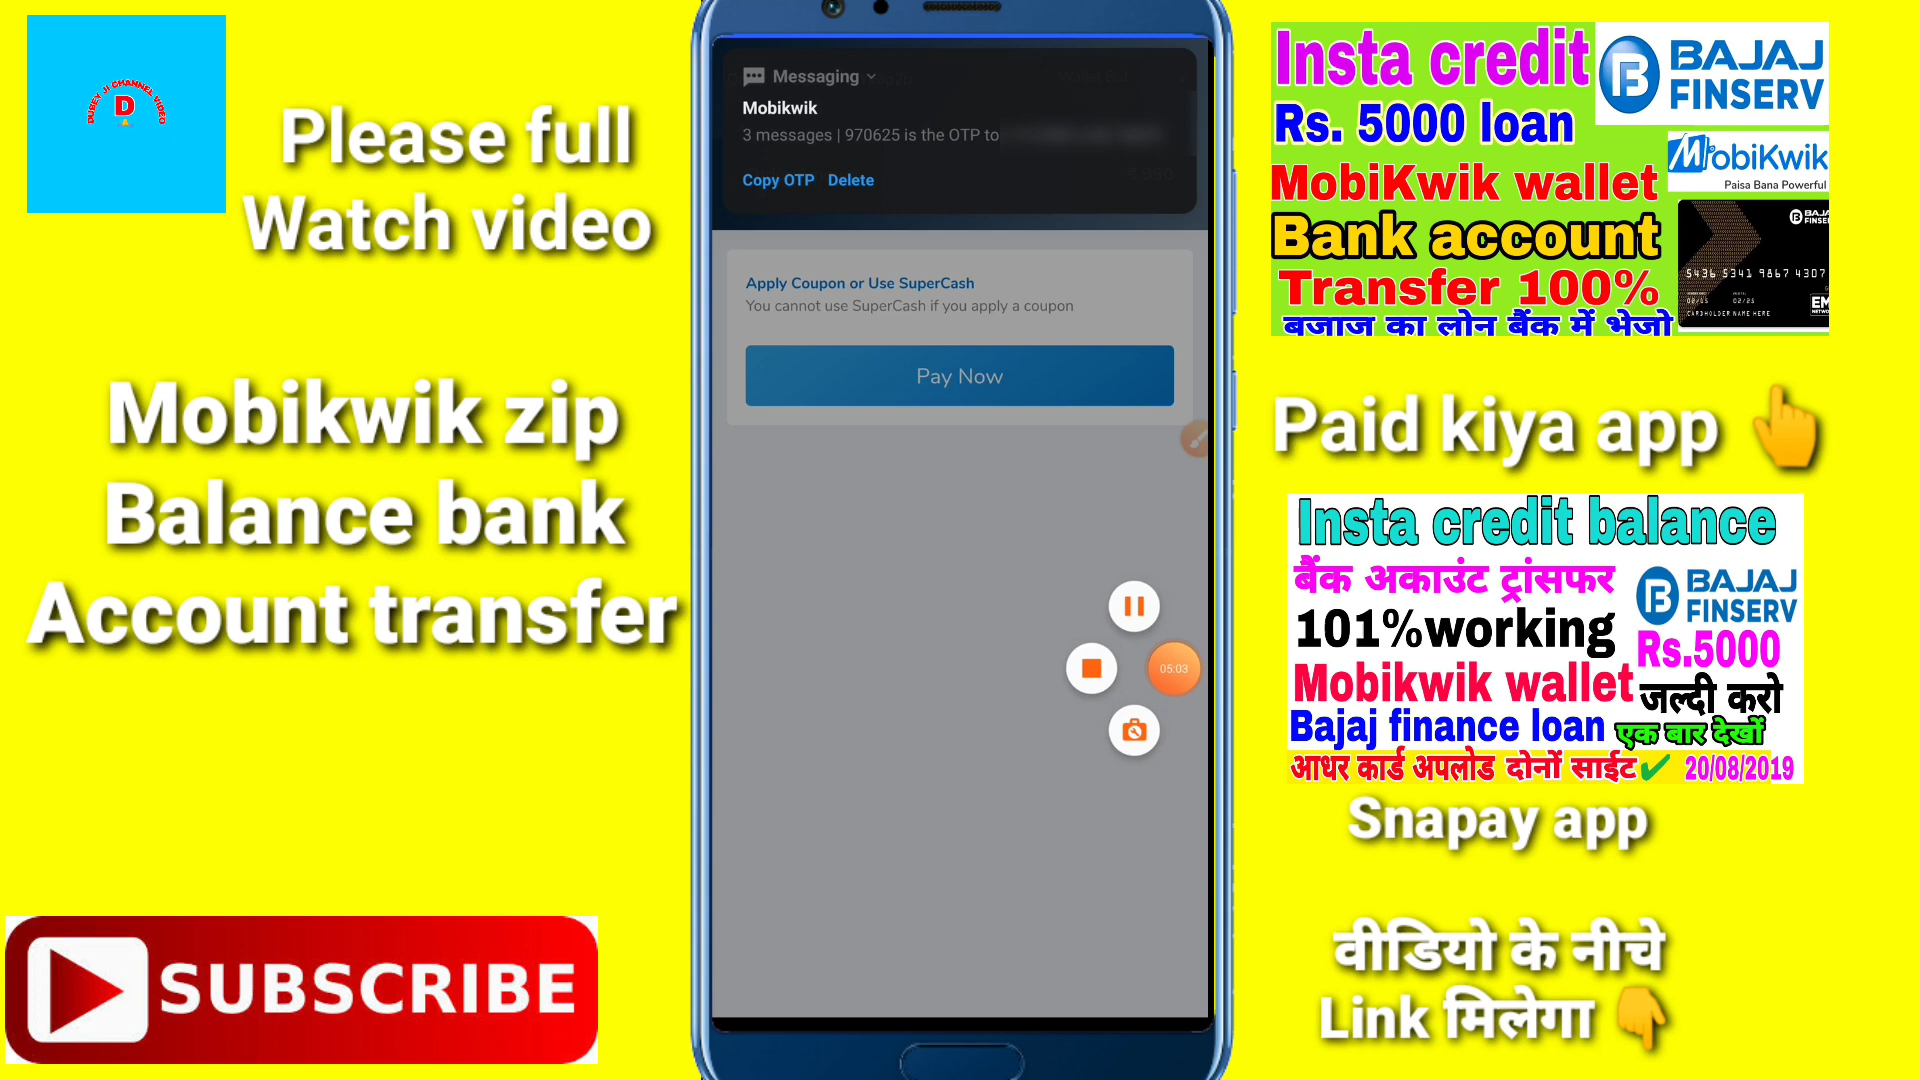 DUBEY JI CHANNEL VIDEO
D
Please full
Watch video
Mobikwik zip
Balance bank
Account transfer
SUBSCRIBE
Messaging
Mobikwik
3 messages | 970625 is the OTP to
Copy OTP Delete
Apply Coupon or Use SuperCash
You cannot use SuperCash if you apply a coupon
Pay Now
05:03
Insta credit
BAJAJ
FINSERV
Rs. 5000 loan
MobiKwik
Paisa Bana Powerful
MobiKwik wallet
Bank account
Transfer 100%
बजाज का लोन बैंक में भेजो
5436 5341 9867 4307
CARDHOLDER NAME HERE
Paid kiya app
Insta credit balance
बैंक अकाउंट ट्रांसफर
BAJAJ
FINSERV
101%working
Rs.5000
Mobikwik wallet
जल्दी करो
Bajaj finance loan
एक बार देखों
आधर कार्ड अपलोड दोनों साईट 20/08/2019
Snapay app
वीडियो के नीचे
Link मिलेगा